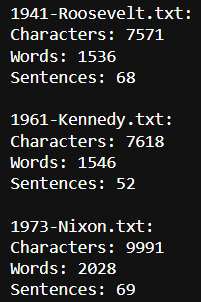 1941-Roosevelt.txt:
Characters: 7571
Words: 1536
Sentences: 68
1961-Kennedy.txt:
Characters: 7618
Words: 1546
Sentences: 52
1973-Nixon.txt:
Characters: 9991
Words: 2028
Sentences: 69